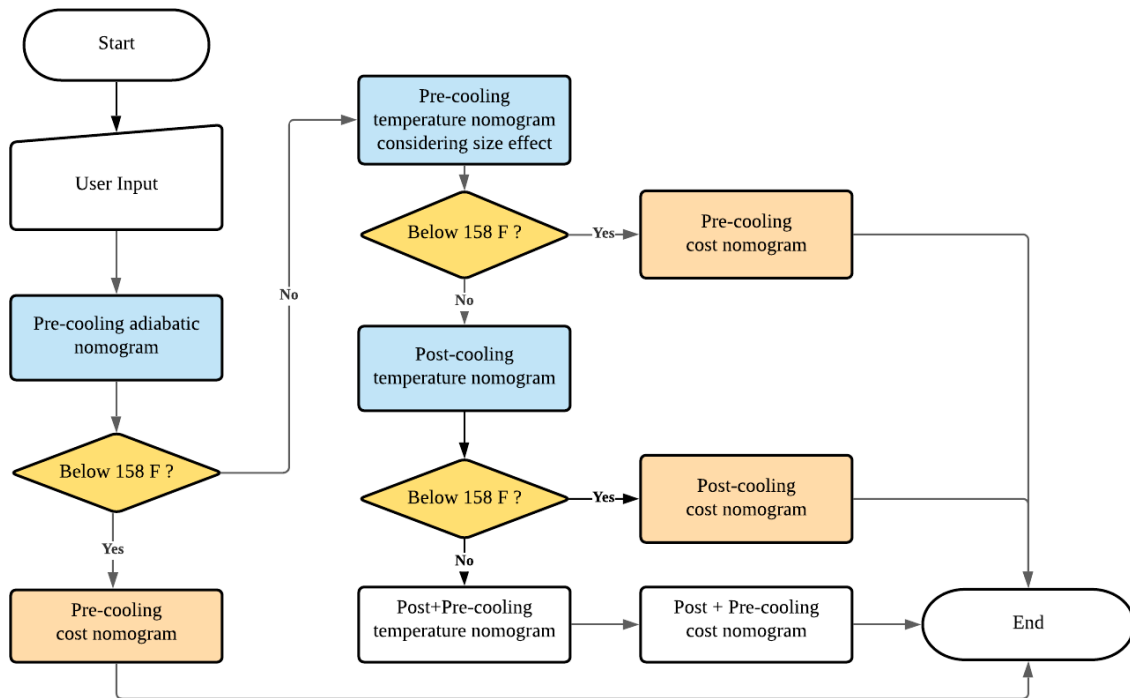 Start
User Input
Pre-cooling adiabatic
nomogram
Below 158 F ?
Yes
Pre-cooling
cost nomogram
No
Pre-cooling
temperature nomogram
considering size effect
Below 158 F ?
Yes
Pre-cooling
cost nomogram
No
Post-cooling
temperature nomogram
Below 158 F ?
Yes
Post-cooling
cost nomogram
No
Post+Pre-cooling
temperature nomogram
Post + Pre-cooling
cost nomogram
End